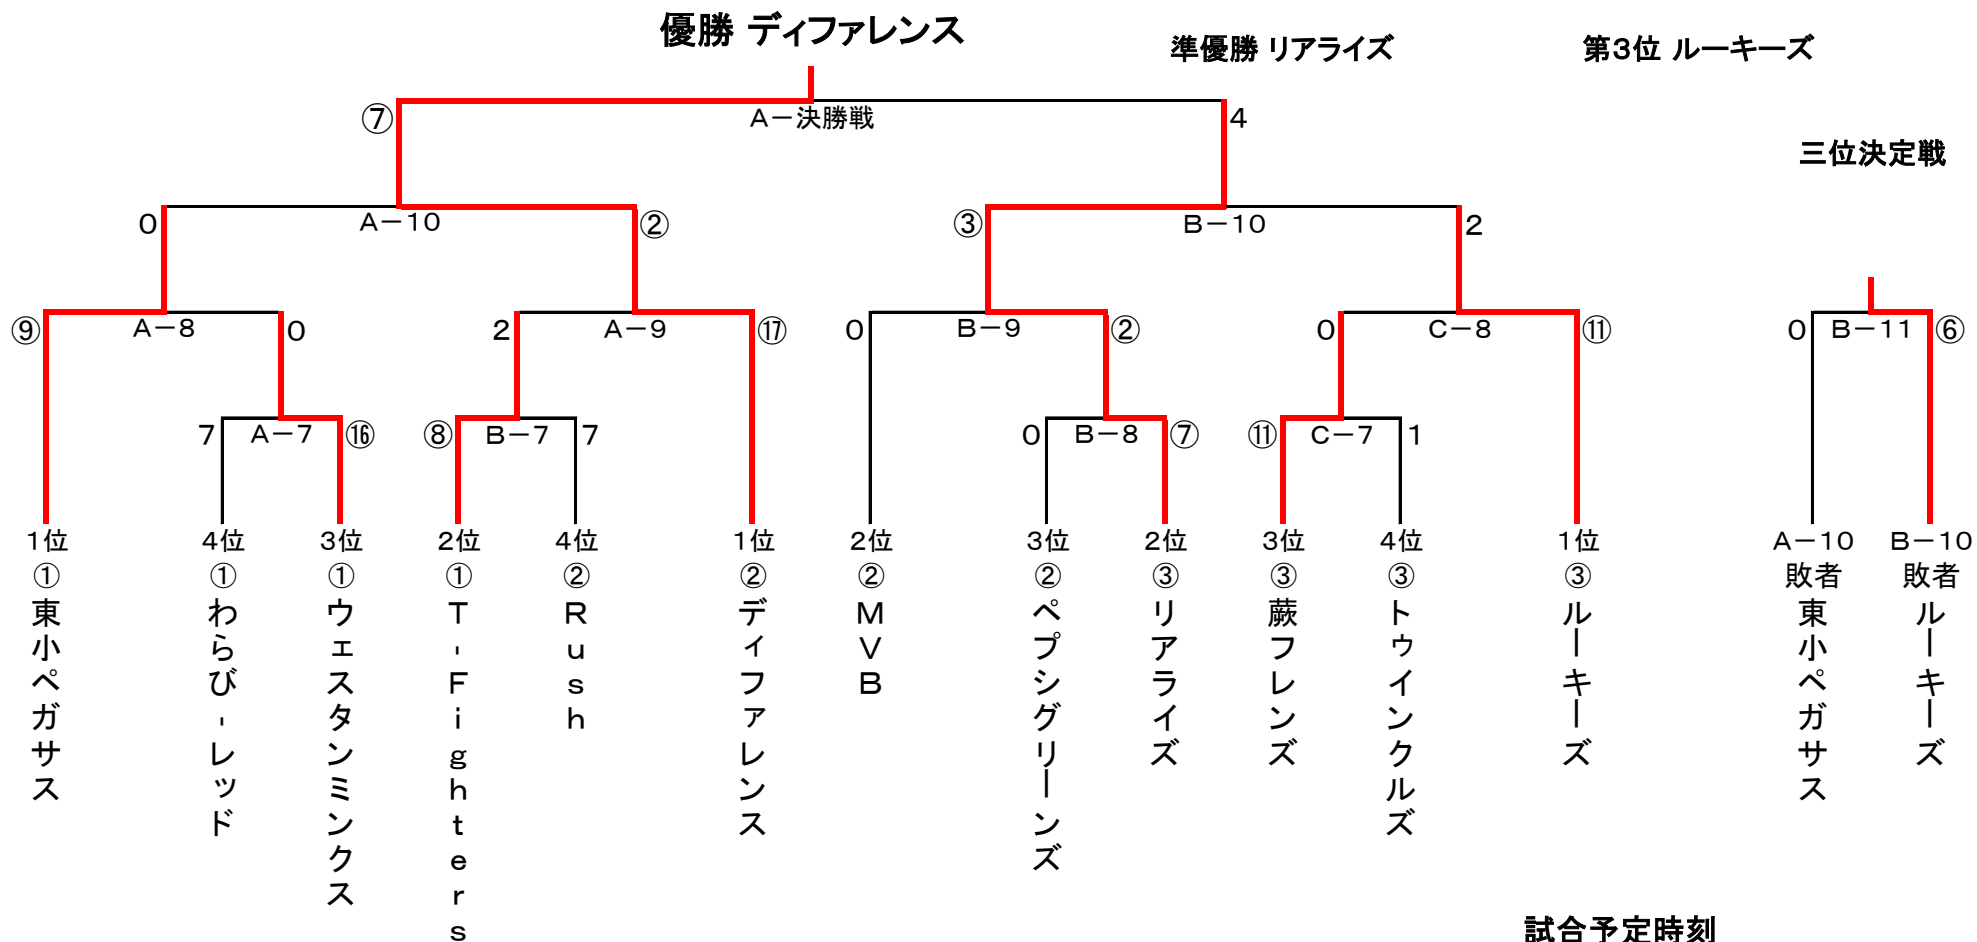 優勝 ディファレンス
準優勝 リアライズ
第3位 ルーキーズ
⑦ A－決勝戦 4
三位決定戦
0 A－10 ② ③ B－10 2
⑨ A－8 0 2 A－9 ⑰ 0 B－9 ② 0 C－8 ⑪ 0 B－11 ⑥
7 A－7 ⑯ ⑧ B－7 7 0 B－8 ⑦ ⑪ C－7 1
1位 4位 3位 2位 4位 1位 2位 3位 2位 3位 4位 1位 A－10 B－10
① ① ① ① ② ② ② ② ③ ③ ③ ③ 敗者 敗者
東小ペガサス
わらび-レッド
ウェスタンミンクス
T-Fighters
Rush
ディファレンス
MVB
ペプシグリーンズ
リアライズ
蕨フレンズ
トゥインクルズ
ルーキーズ
東小ペガサス
ルーキーズ
試合予定時刻